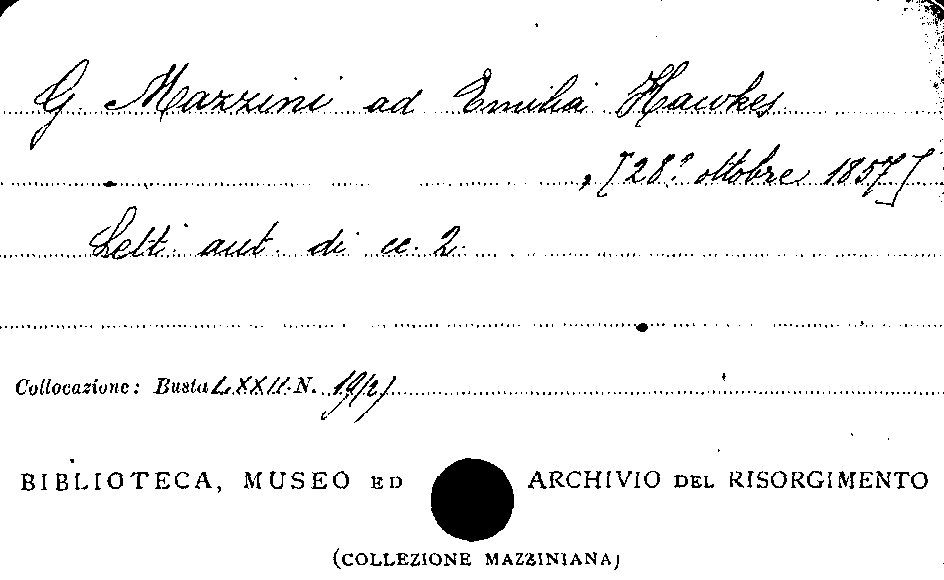 G. Mazzini ad Emilia Hawkes
, [28? ottobre 1857]
Lett. aut. di cc. 2.
Collocazione: Busta LXXII N. 19(2)
BIBLIOTECA, MUSEO ED ARCHIVIO DEL RISORGIMENTO
(COLLEZIONE MAZZINIANA)